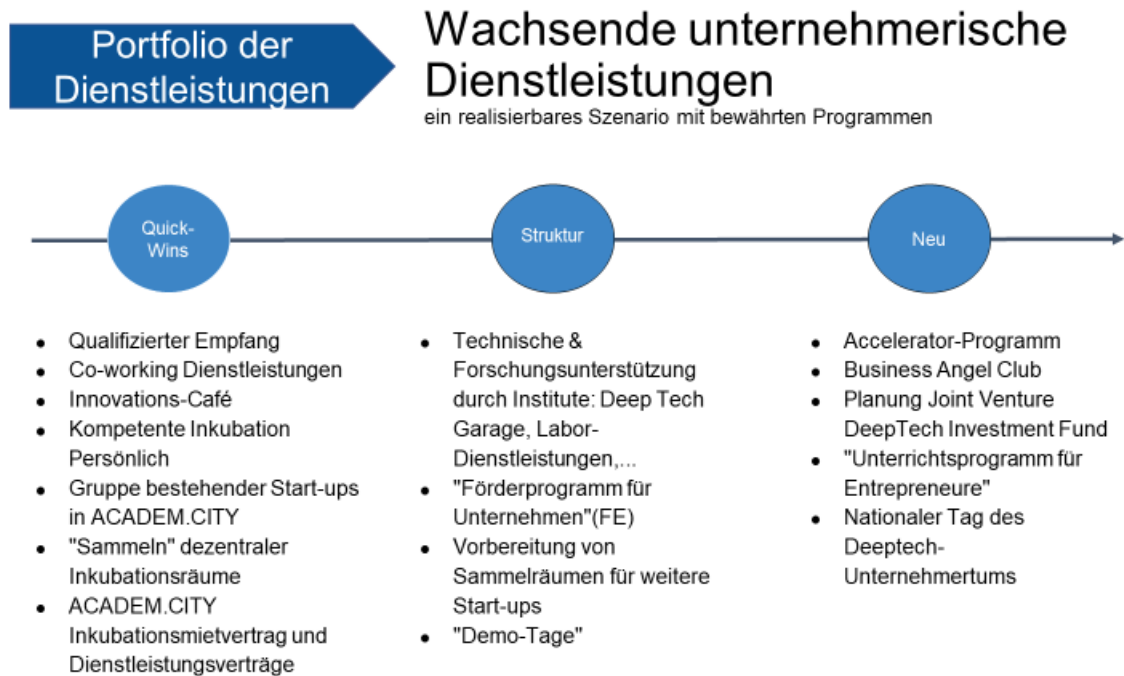 Portfolio der
Dienstleistungen
Wachsende unternehmerische
Dienstleistungen
ein realisierbares Szenario mit bewährten Programmen
Quick-
Wins
Struktur
Neu
● Qualifizierter Empfang
● Co-working Dienstleistungen
● Innovations-Café
● Kompetente Inkubation
Persönlich
● Gruppe bestehender Start-ups
in ACADEM.CITY
● "Sammeln" dezentraler
Inkubationsräume
● ACADEM.CITY
Inkubationsmietvertrag und
Dienstleistungsverträge
● Technische &
Forschungsunterstützung
durch Institute: Deep Tech
Garage, Labor-
Dienstleistungen,...
● "Förderprogramm für
Unternehmen"(FE)
● Vorbereitung von
Sammelräumen für weitere
Start-ups
● "Demo-Tage"
● Accelerator-Programm
● Business Angel Club
● Planung Joint Venture
DeepTech Investment Fund
● "Unterrichtsprogramm für
Entrepreneure"
● Nationaler Tag des
Deeptech-
Unternehmertums